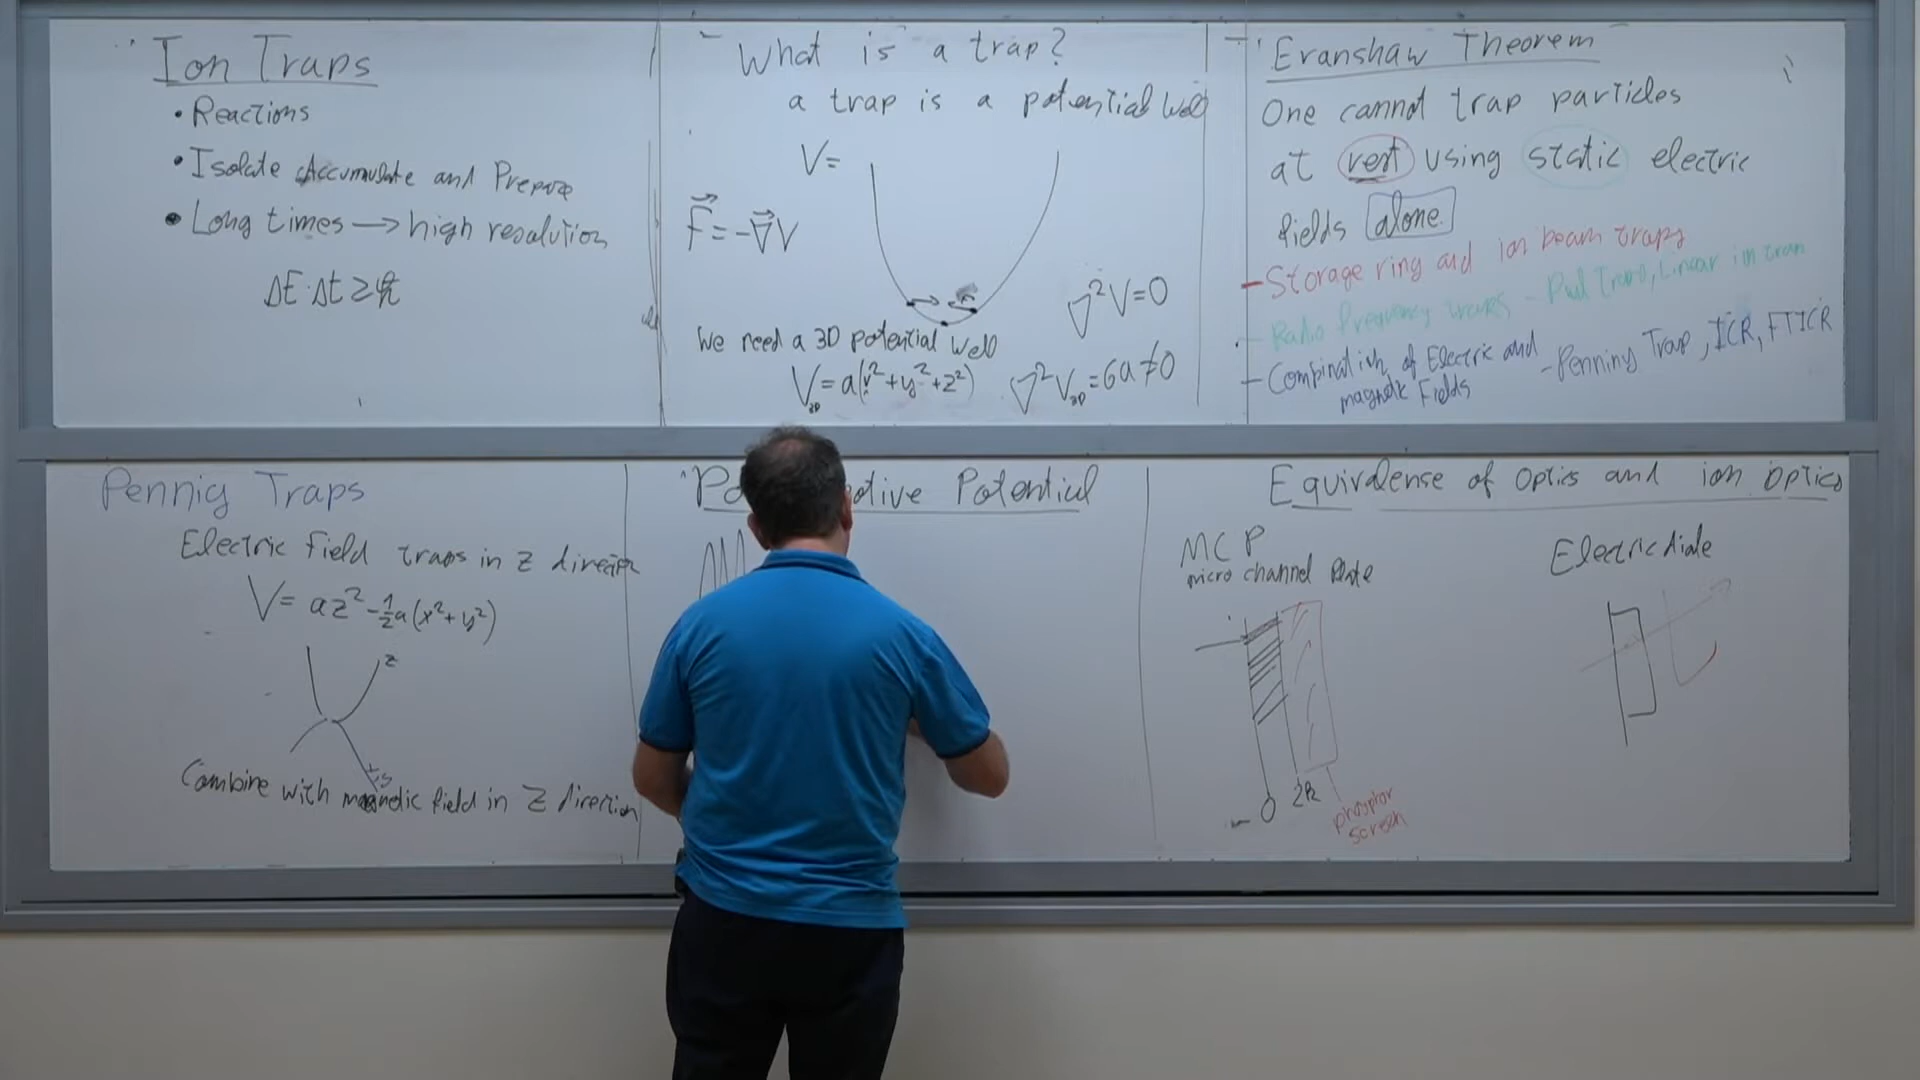 Ion Traps
• Reactions
• Isolate Accumulate and Prepare
• Long times → high resolution
ΔE·Δt ≥ ħ
What is a trap?
a trap is a potential well
V=
F⃗ = -∇⃗V
∇²V=0
We need a 3D potential well
V₃D = a(x²+y²+z²) ∇²V₃D = 6a ≠ 0
Eranshaw Theorem
One cannot trap particles
at rest using static electric
fields alone
- Storage ring and ion beam traps
- Radio frequency traps - Paul Trap, Linear ion trap
- Combination of Electric and
magnetic Fields - Penning Trap, ICR, FTICR
Pennig Traps
Electric Field traps in z direction
V = az² - ½a(x²+y²)
z
Combine with magnetic field in Z direction
Potential
Equivalense of Optics and ion optics
MCP
micro channel Plate
phosphor
screen